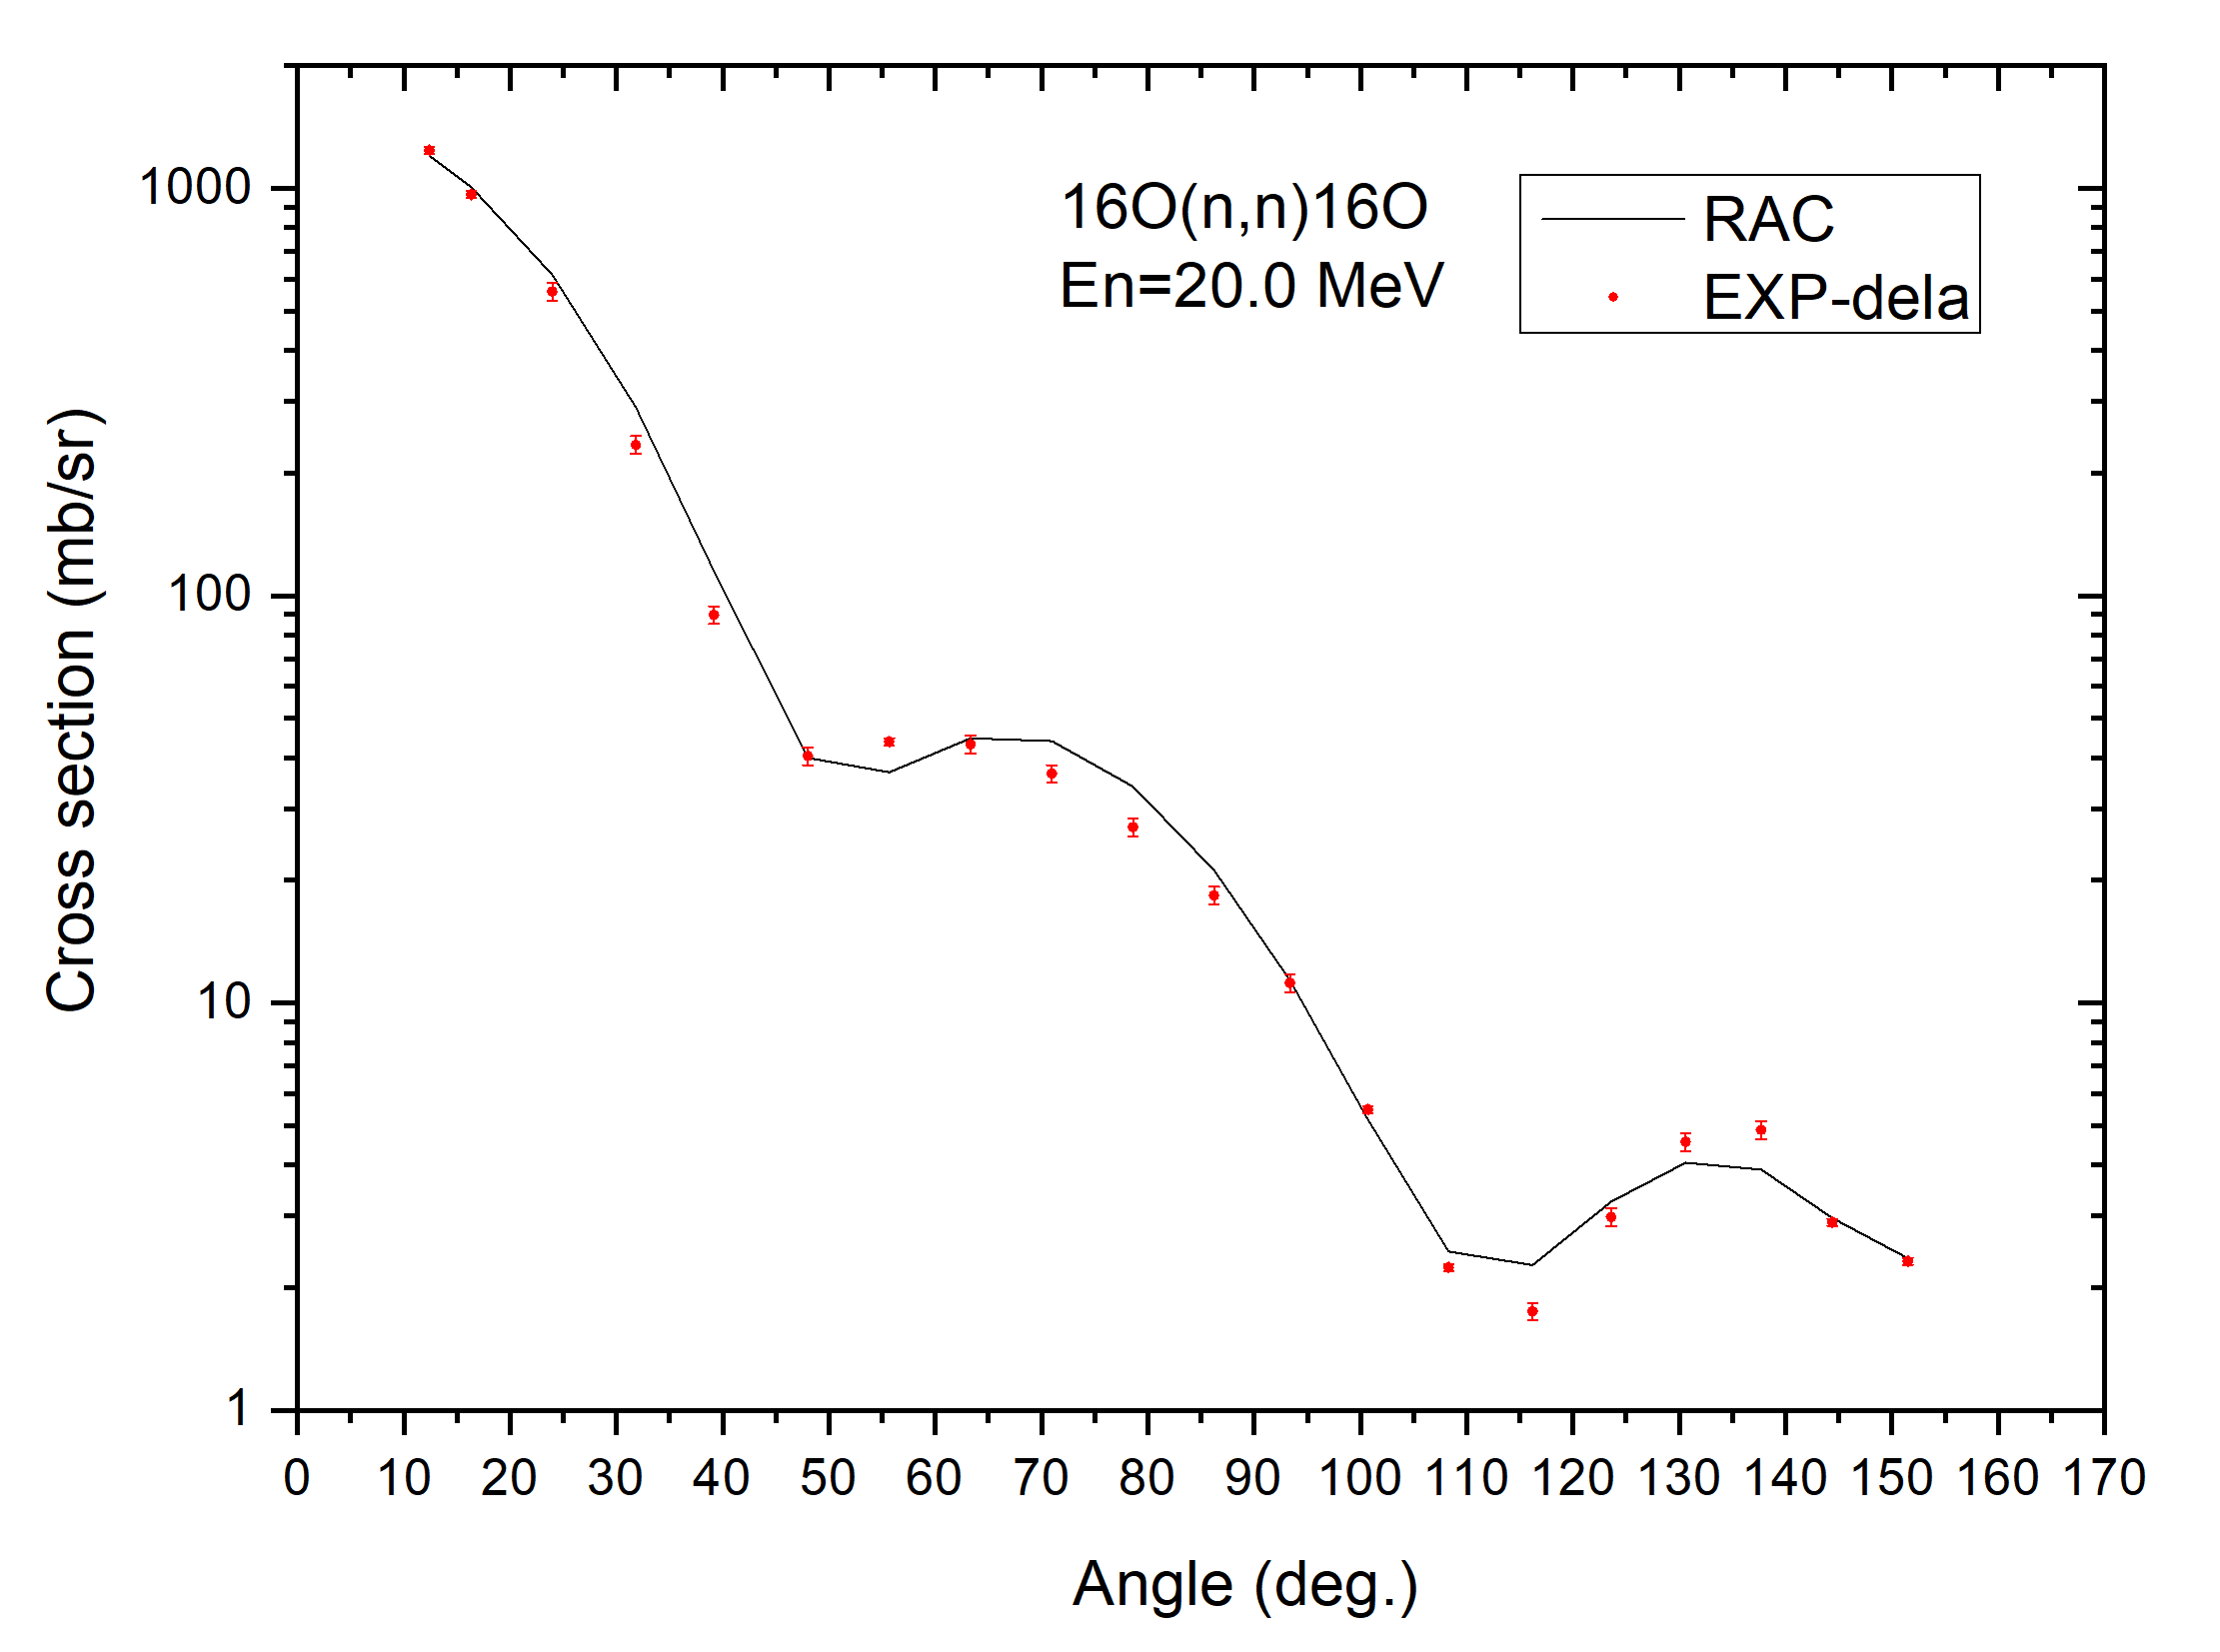 16O(n,n)16O
En=20.0 MeV
RAC
EXP-dela
Cross section (mb/sr)
1000
100
10
1
0 10 20 30 40 50 60 70 80 90 100 110 120 130 140 150 160 170
Angle (deg.)